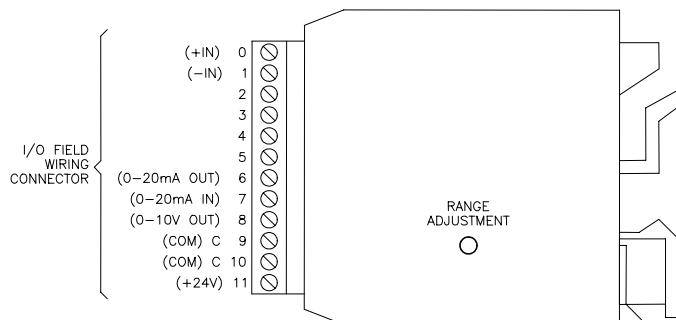 (+IN) 0
(−IN) 1
2
3
4
5
I/O FIELD
WIRING
CONNECTOR
(0−20mA OUT) 6
(0−20mA IN) 7
(0−10V OUT) 8
(COM) C 9
(COM) C 10
(+24V) 11
RANGE
ADJUSTMENT